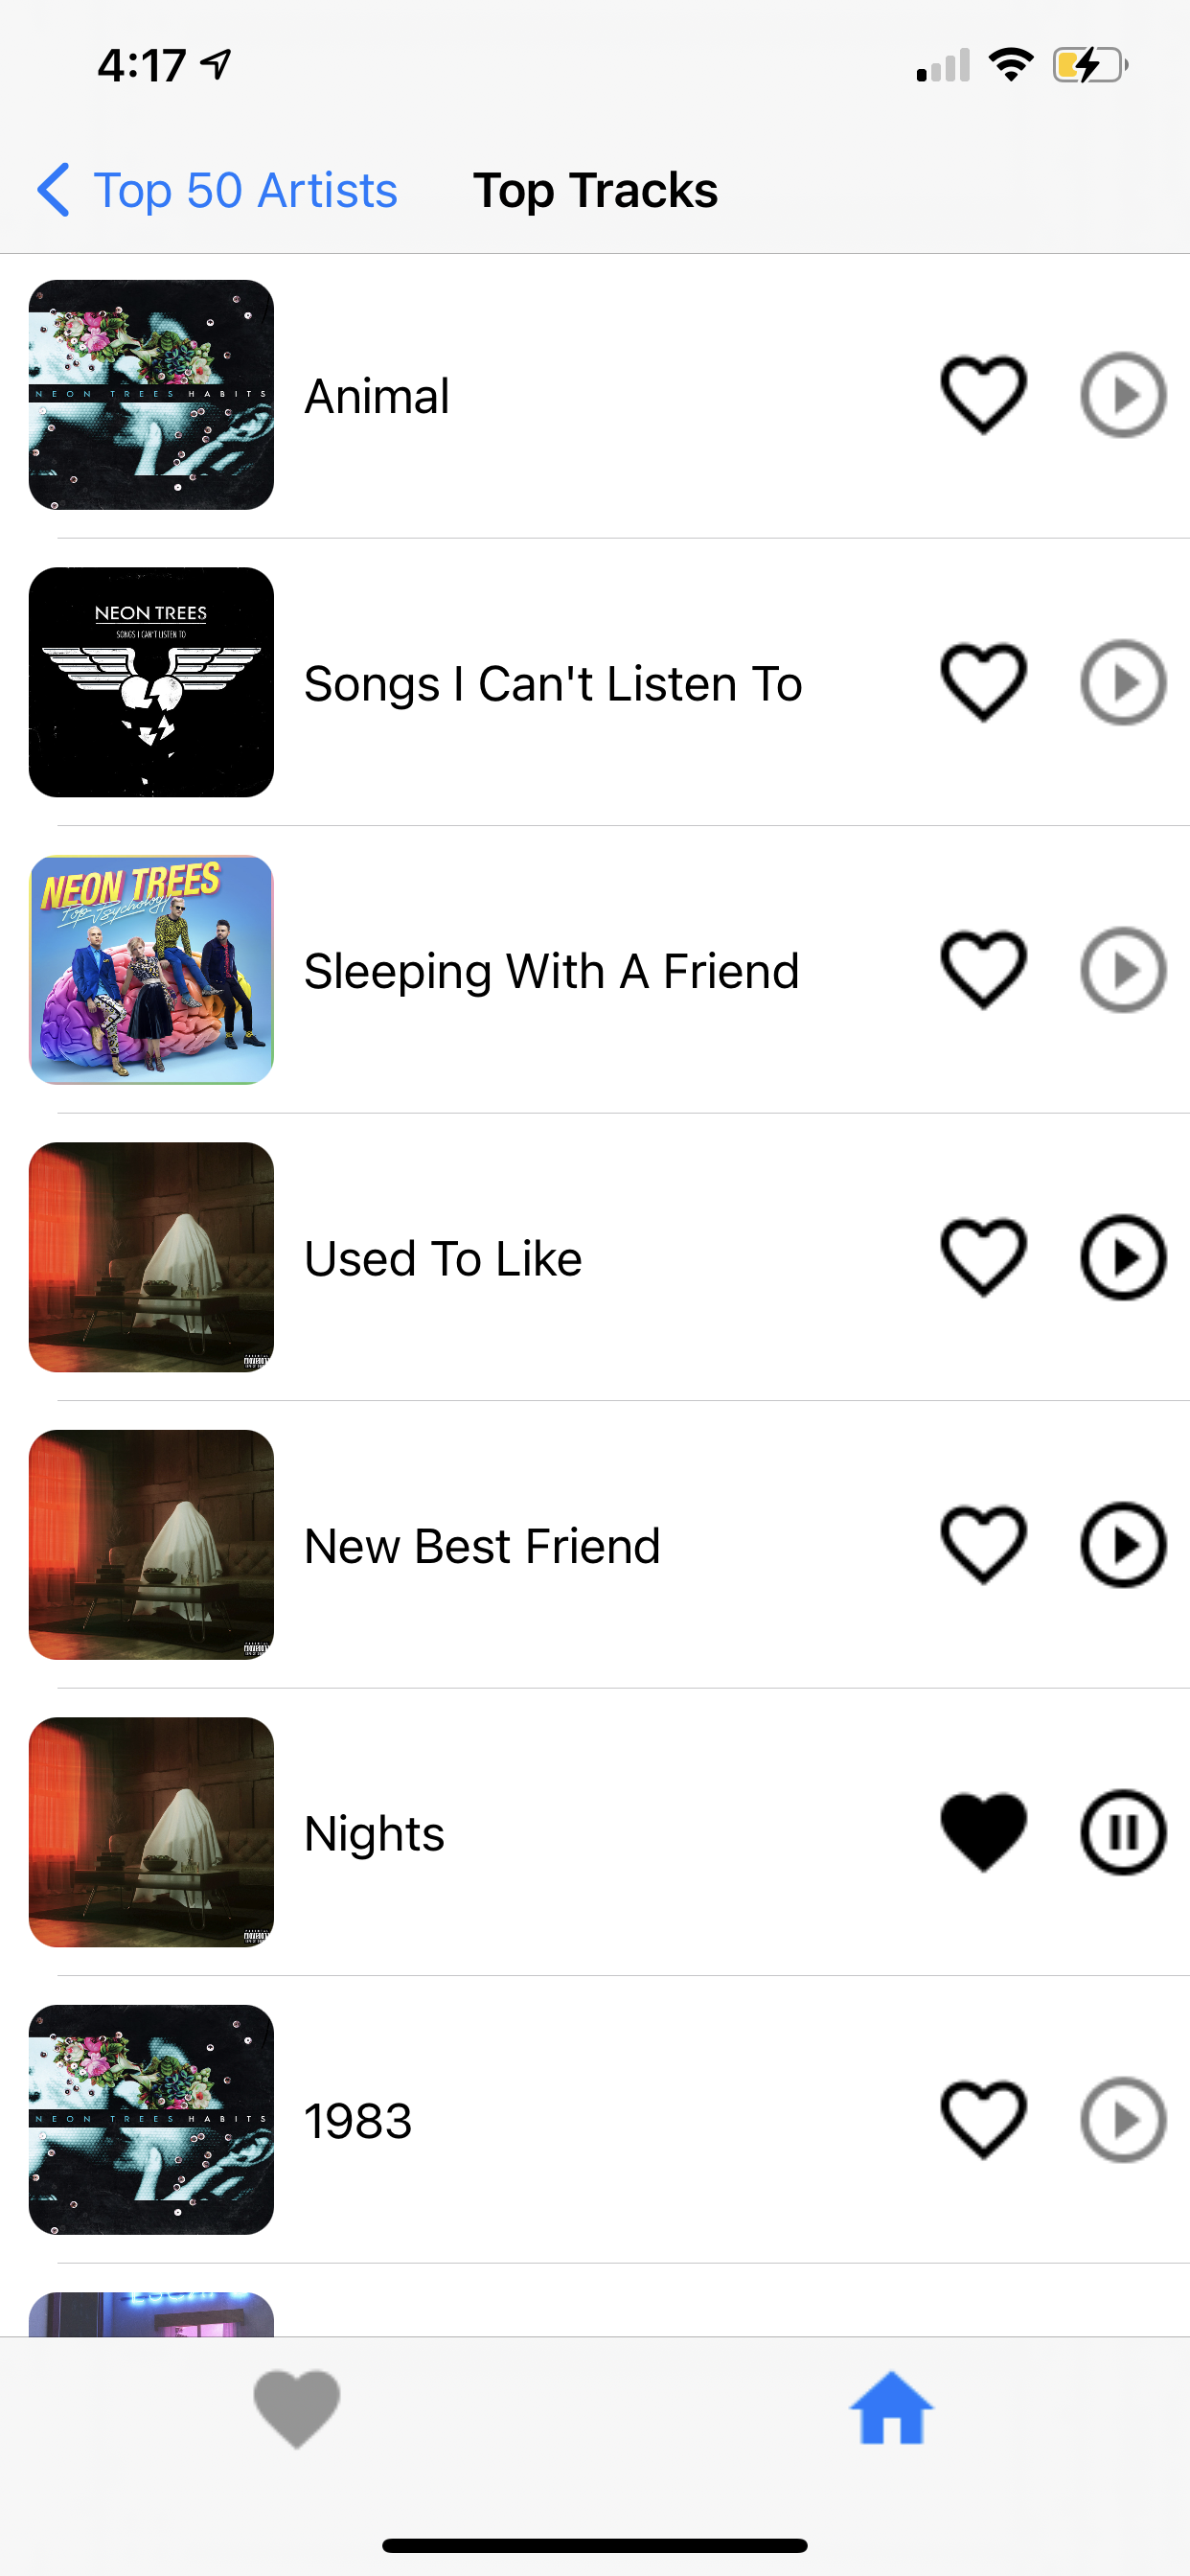 4:17
Top 50 Artists Top Tracks
NEON TREES HABITS
Animal
NEON TREES
SONGS I CAN'T LISTEN TO
Songs I Can't Listen To
NEON TREES
Pop Psychology
Sleeping With A Friend
Used To Like
New Best Friend
Nights
NEON TREES HABITS
1983